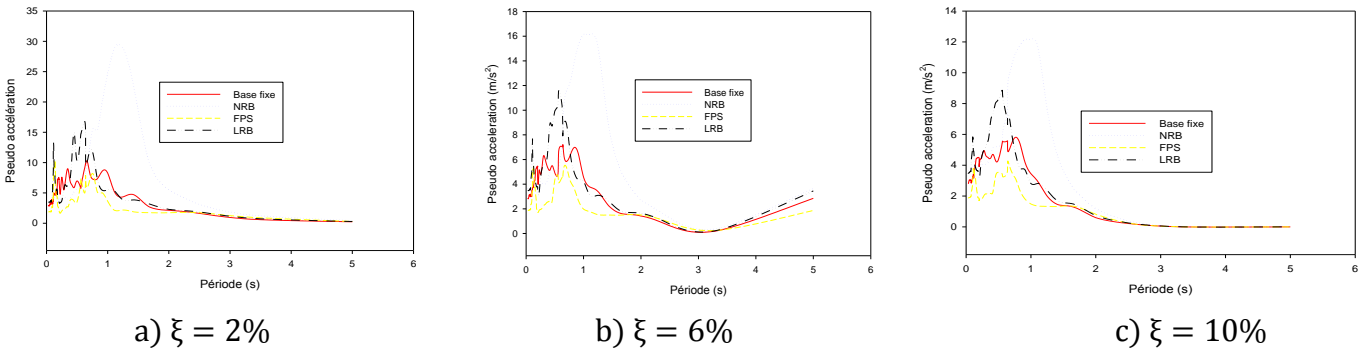 35
30
25
20
15
10
5
0
Pseudo accélération
Base fixe
NRB
FPS
LRB
0 1 2 3 4 5 6
Période (s)
a) ξ = 2%
18
16
14
12
10
8
6
4
2
0
Pseudo acceleration (m/s²)
Base fixe
NRB
FPS
LRB
0 1 2 3 4 5 6
Période (s)
b) ξ = 6%
14
12
10
8
6
4
2
0
Pseudo acceleration (m/s²)
Base fixe
NRB
FPS
LRB
0 1 2 3 4 5 6
Période (s)
c) ξ = 10%